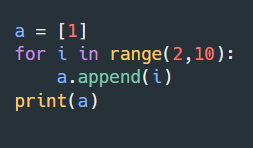 a = [1]
for i in range(2,10):
    a.append(i)
print(a)